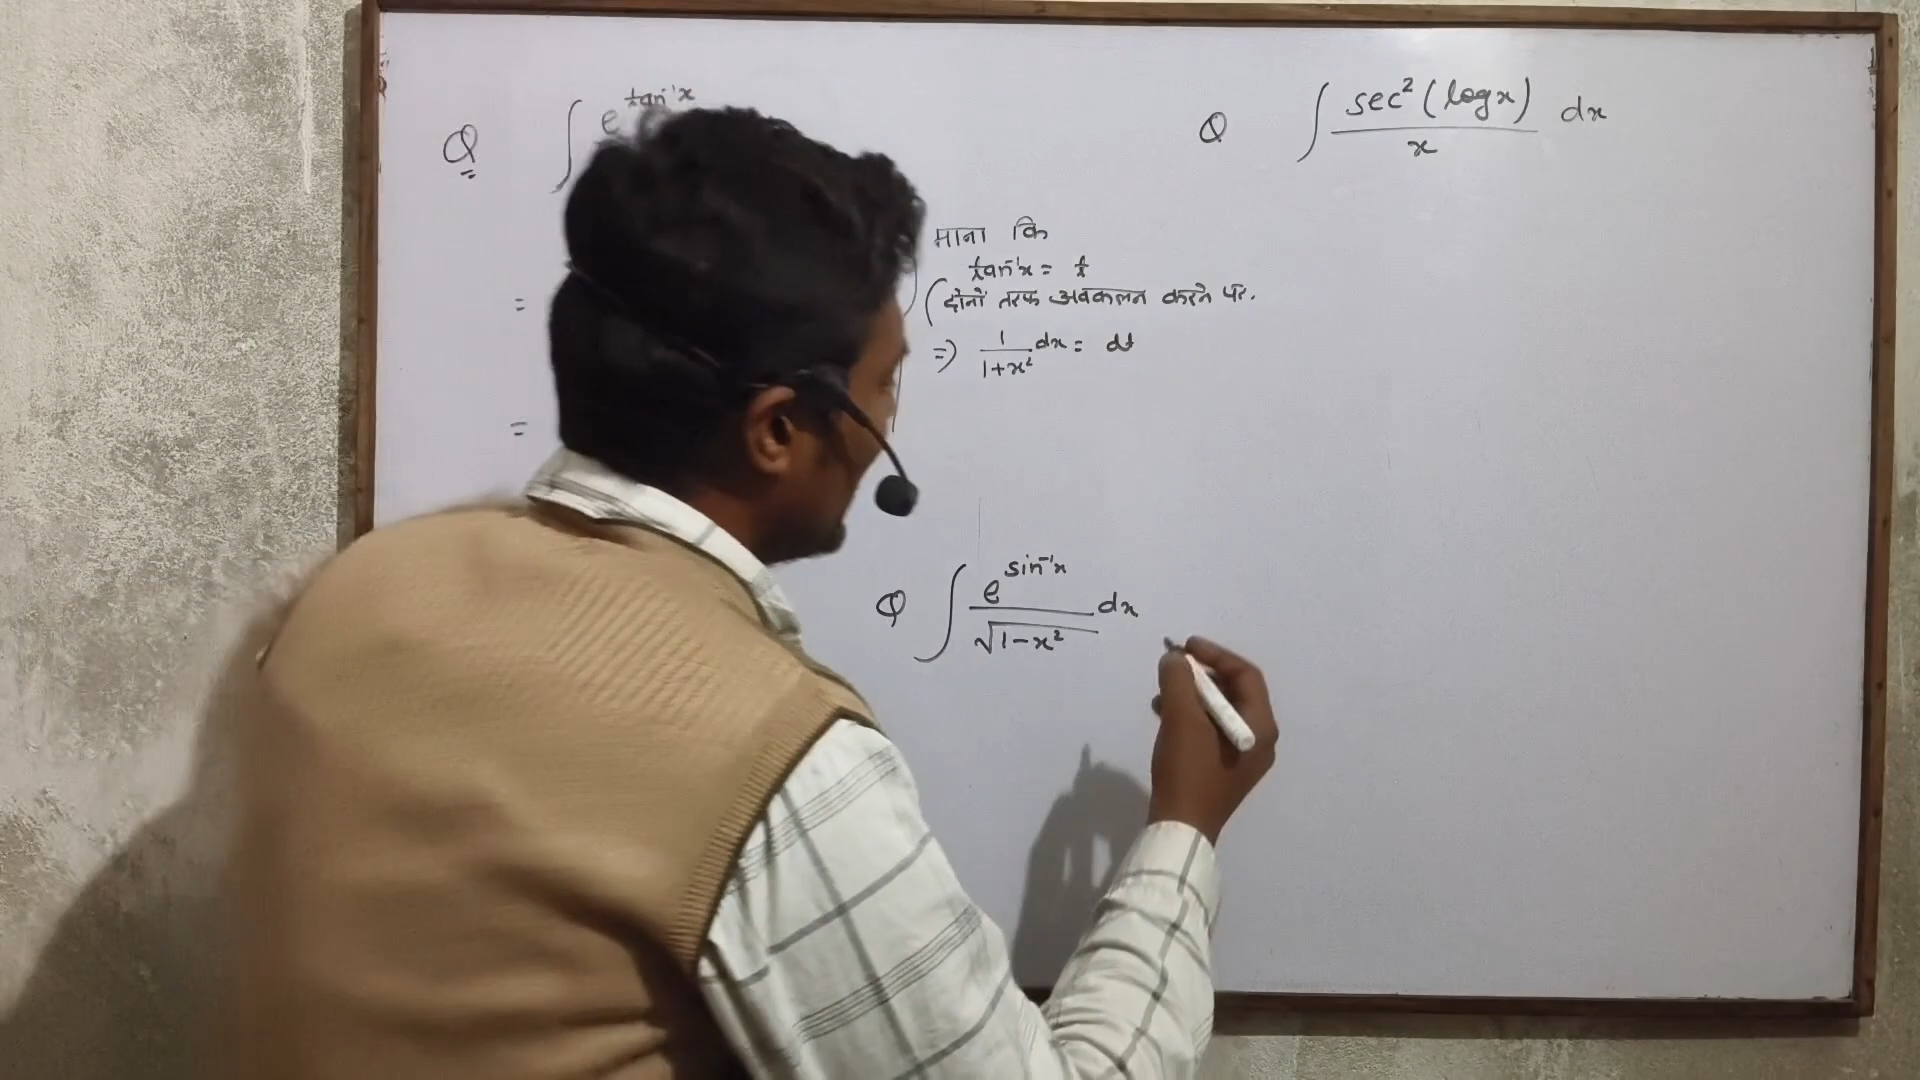 Q ∫ e^tan⁻¹x
माना कि
tan⁻¹x = t
(दोनों तरफ अवकलन करने पर.
=
⇒ 1/(1+x²) dx = dt
=
Q ∫ e^sin⁻¹x / √(1-x²) dx
Q ∫ sec²(logx) / x dx